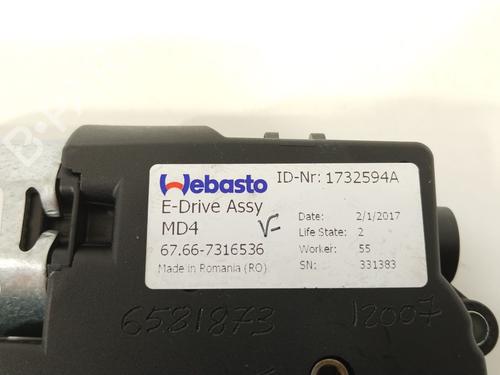 Webasto ID-Nr: 1732594A
E-Drive Assy
MD4 Date: 2/1/2017
Life State: 2
67.66-7316536 Worker: 55
Made in Romania (RO) SN: 331383
6581873 12007